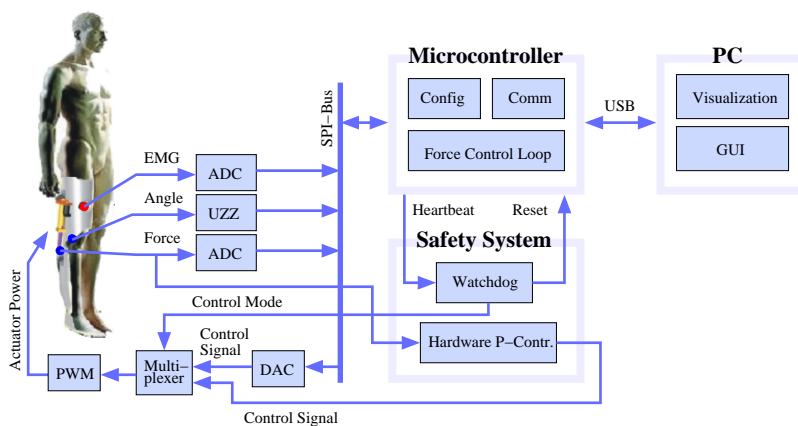 Microcontroller
PC
Config
Comm
Force Control Loop
USB
Visualization
GUI
SPI−Bus
EMG
ADC
Angle
UZZ
Force
ADC
Heartbeat
Reset
Safety System
Watchdog
Hardware P−Contr.
Control Mode
Control
Signal
Actuator Power
PWM
Multi−
plexer
DAC
Control Signal